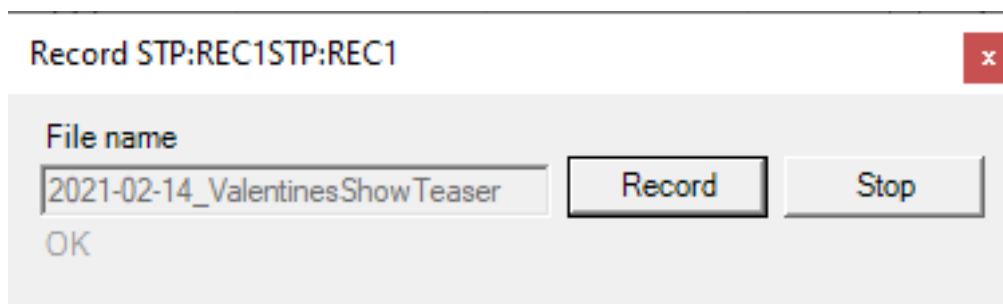 Record STP:REC1STP:REC1
x
File name
2021-02-14_ValentinesShowTeaser
Record
Stop
OK